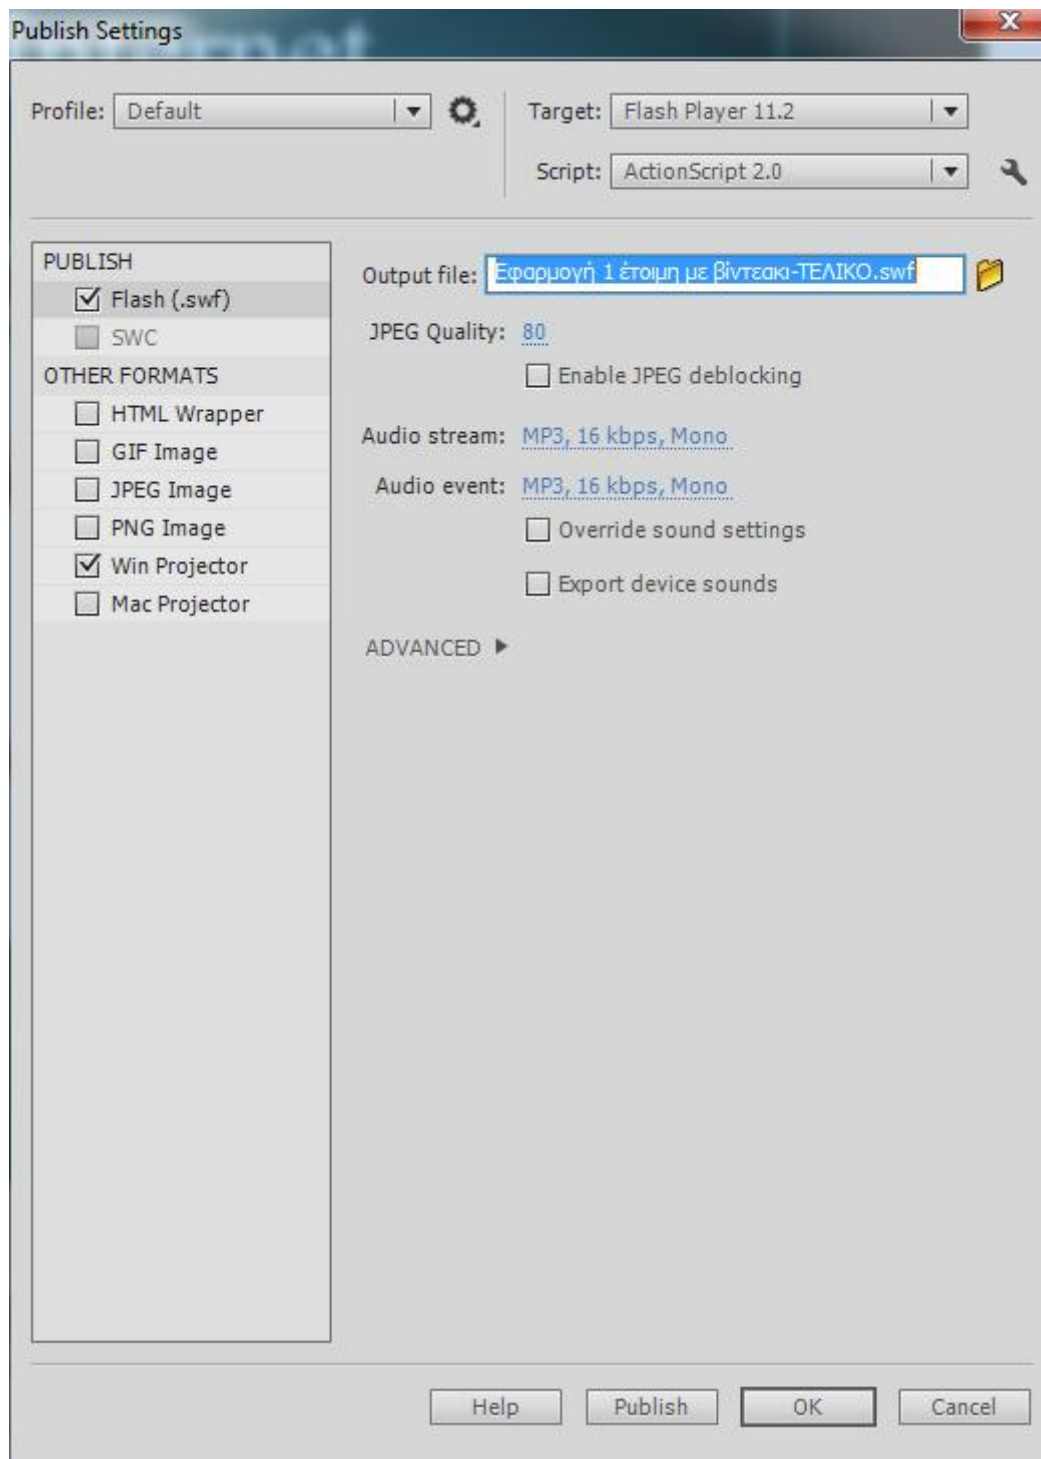 Publish Settings
Profile: Default
Target: Flash Player 11.2
Script: ActionScript 2.0
PUBLISH
Flash (.swf)
SWC
OTHER FORMATS
HTML Wrapper
GIF Image
JPEG Image
PNG Image
Win Projector
Mac Projector
Output file: Εφαρμογή 1 έτοιμη με βίντεακι-ΤΕΛΙΚΟ.swf
JPEG Quality: 80
Enable JPEG deblocking
Audio stream: MP3, 16 kbps, Mono
Audio event: MP3, 16 kbps, Mono
Override sound settings
Export device sounds
ADVANCED
Help Publish OK Cancel